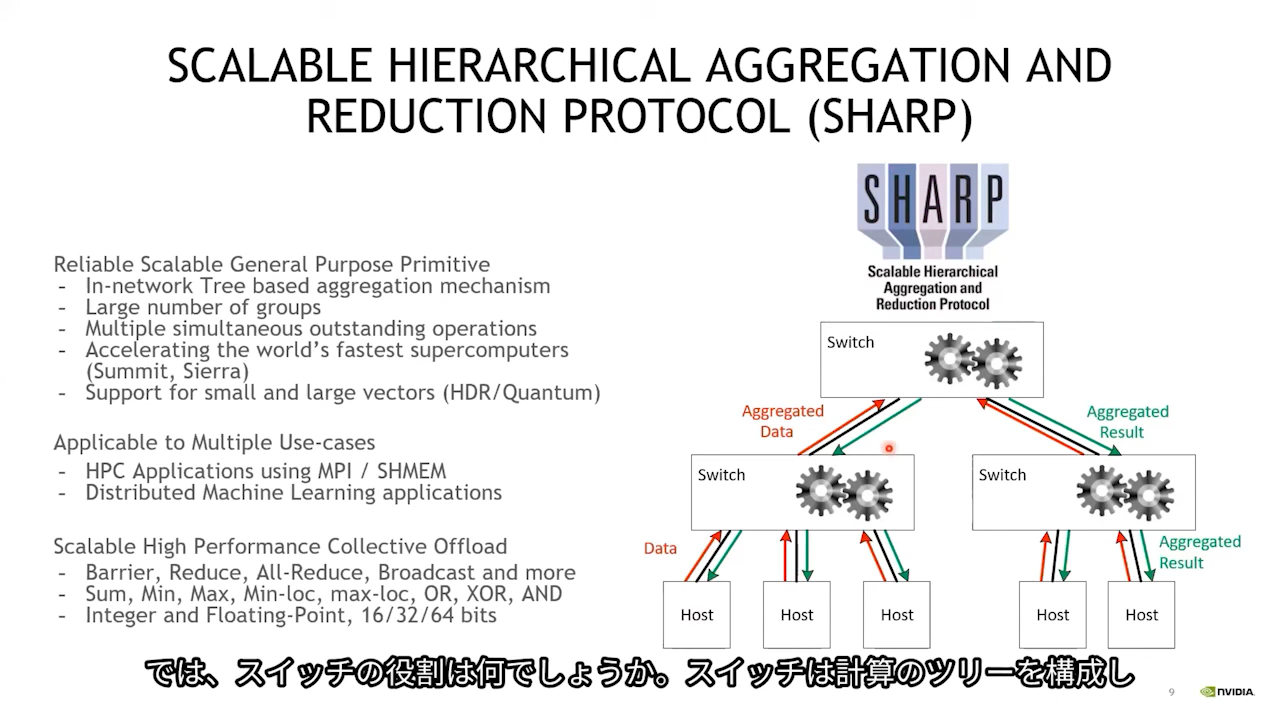 SCALABLE HIERARCHICAL AGGREGATION AND
REDUCTION PROTOCOL (SHARP)
Reliable Scalable General Purpose Primitive
- In-network Tree based aggregation mechanism
- Large number of groups
- Multiple simultaneous outstanding operations
- Accelerating the world's fastest supercomputers
(Summit, Sierra)
- Support for small and large vectors (HDR/Quantum)
Applicable to Multiple Use-cases
- HPC Applications using MPI / SHMEM
- Distributed Machine Learning applications
Scalable High Performance Collective Offload
- Barrier, Reduce, All-Reduce, Broadcast and more
- Sum, Min, Max, Min-loc, max-loc, OR, XOR, AND
- Integer and Floating-Point, 16/32/64 bits
SHARP
Scalable Hierarchical
Aggregation and
Reduction Protocol
Switch
Aggregated
Data
Aggregated
Result
Switch
Switch
Data
Aggregated
Result
Host
Host
Host
Host
Host
では、スイッチの役割は何でしょうか。スイッチは計算のツリーを構成し
9
NVIDIA.